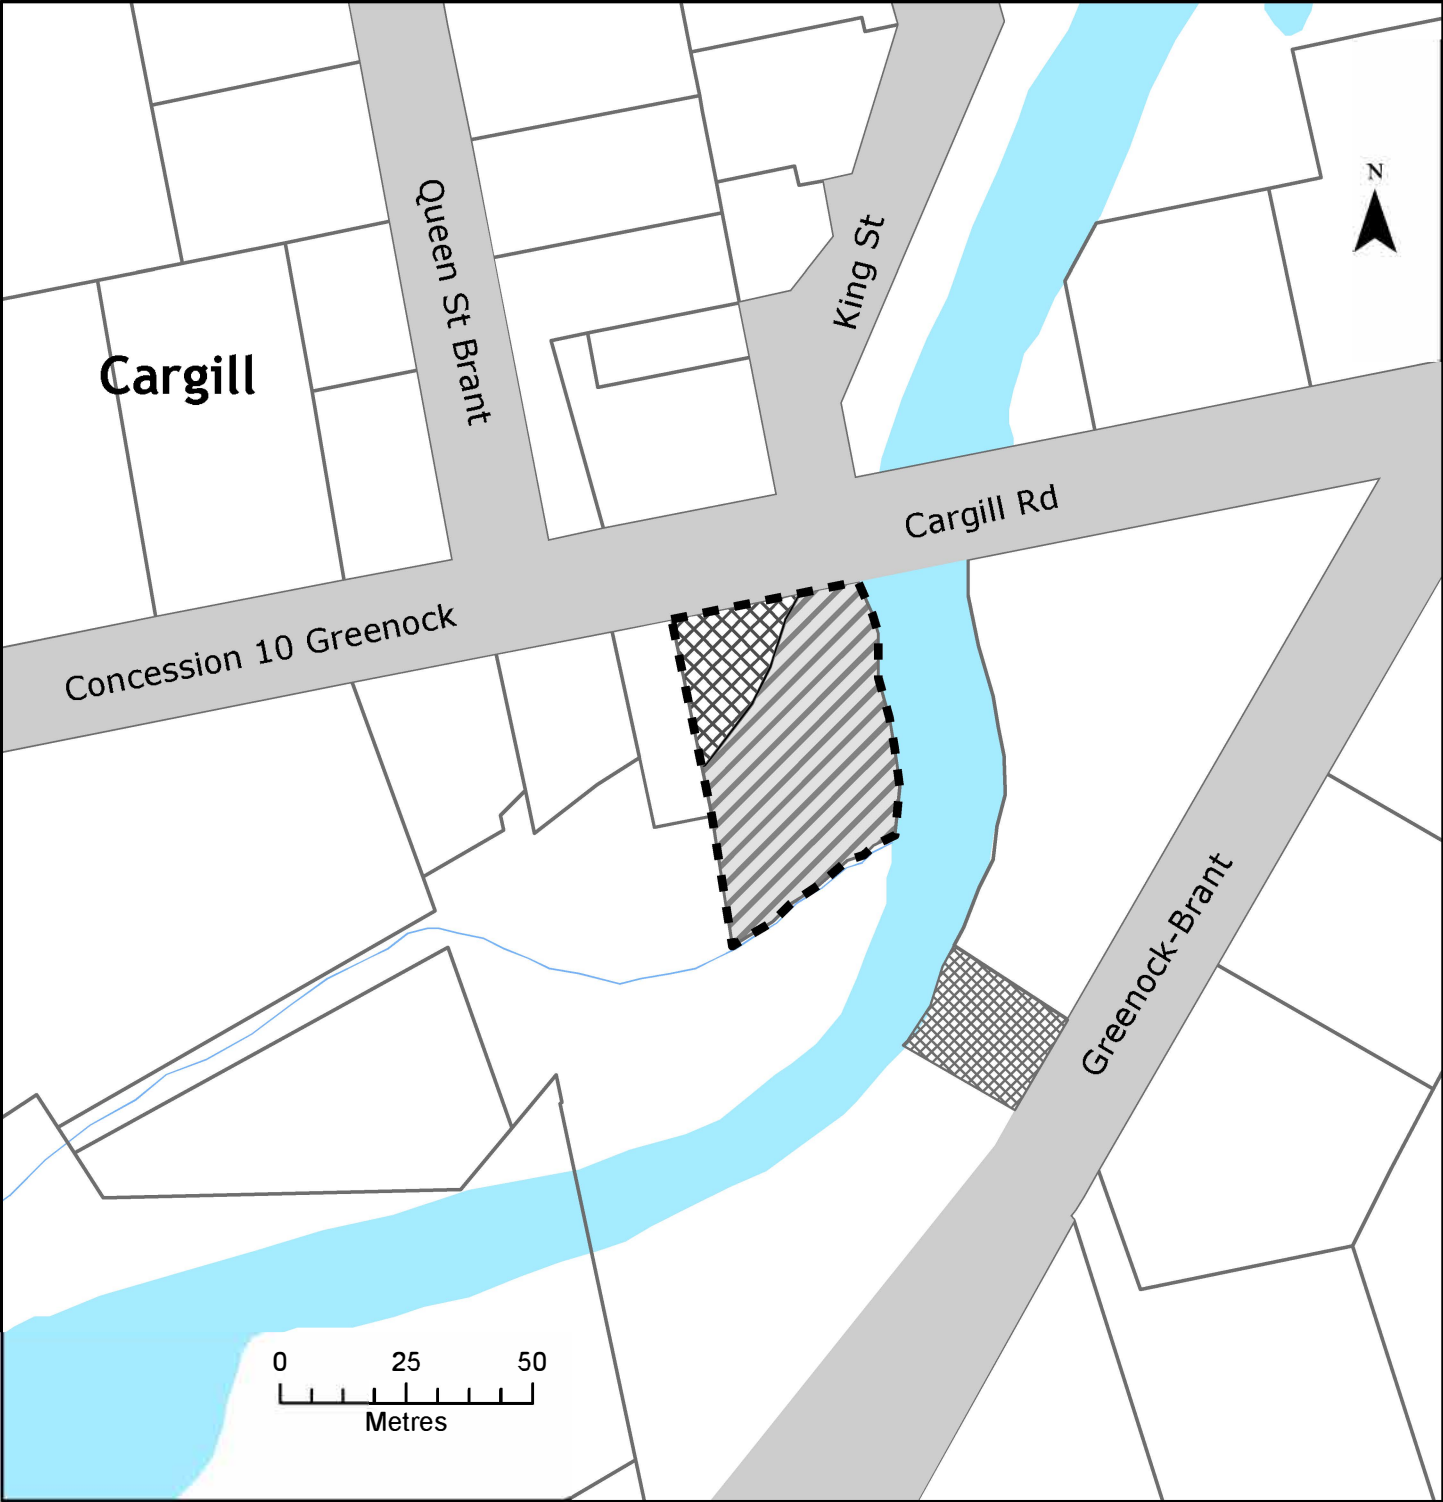 N
Queen St Brant
King St
Cargill
Cargill Rd
Concession 10 Greenock
Greenock-Brant
0 25 50
Metres